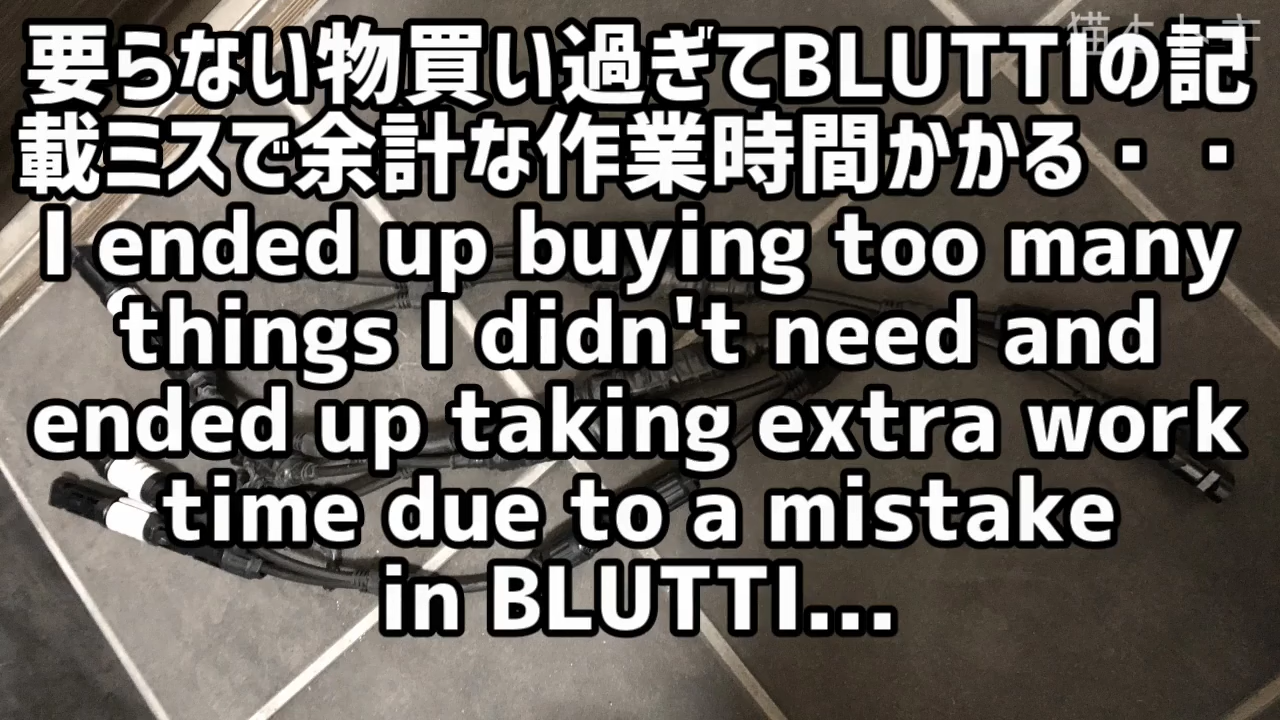 要らない物買い過ぎてBLUTTIの記
載ミスで余計な作業時間かかる・・
I ended up buying too many
things I didn't need and
ended up taking extra work
time due to a mistake
in BLUTTI...